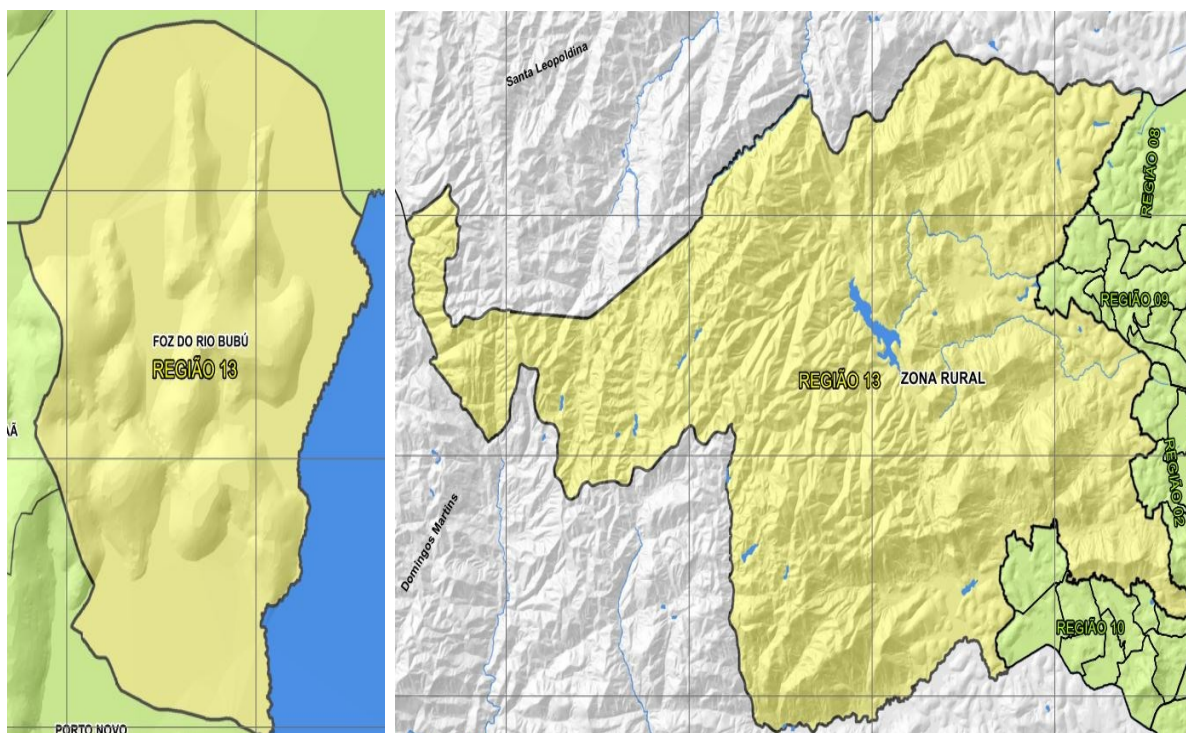 FOZ DO RIO BUBÚ
REGIÃO 13
PORTO NOVO
Santa Leopoldina
REGIÃO 08
REGIÃO 09
REGIÃO 13
ZONA RURAL
REGIÃO 02
Domingos Martins
REGIÃO 10